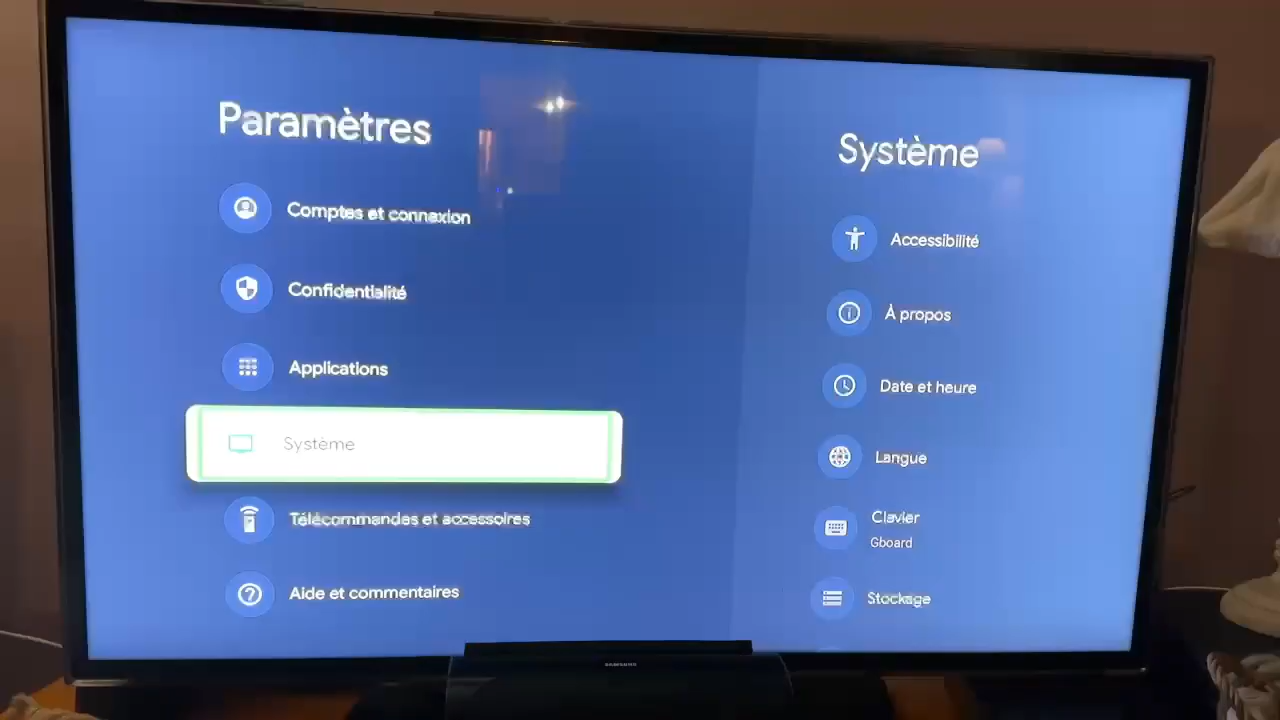 Paramètres
Comptes et connexion
Confidentialité
Applications
Système
Télécommandes et accessoires
Aide et commentaires
Système
Accessibilité
À propos
Date et heure
Langue
Clavier
Gboard
Stockage
SAMSUNG